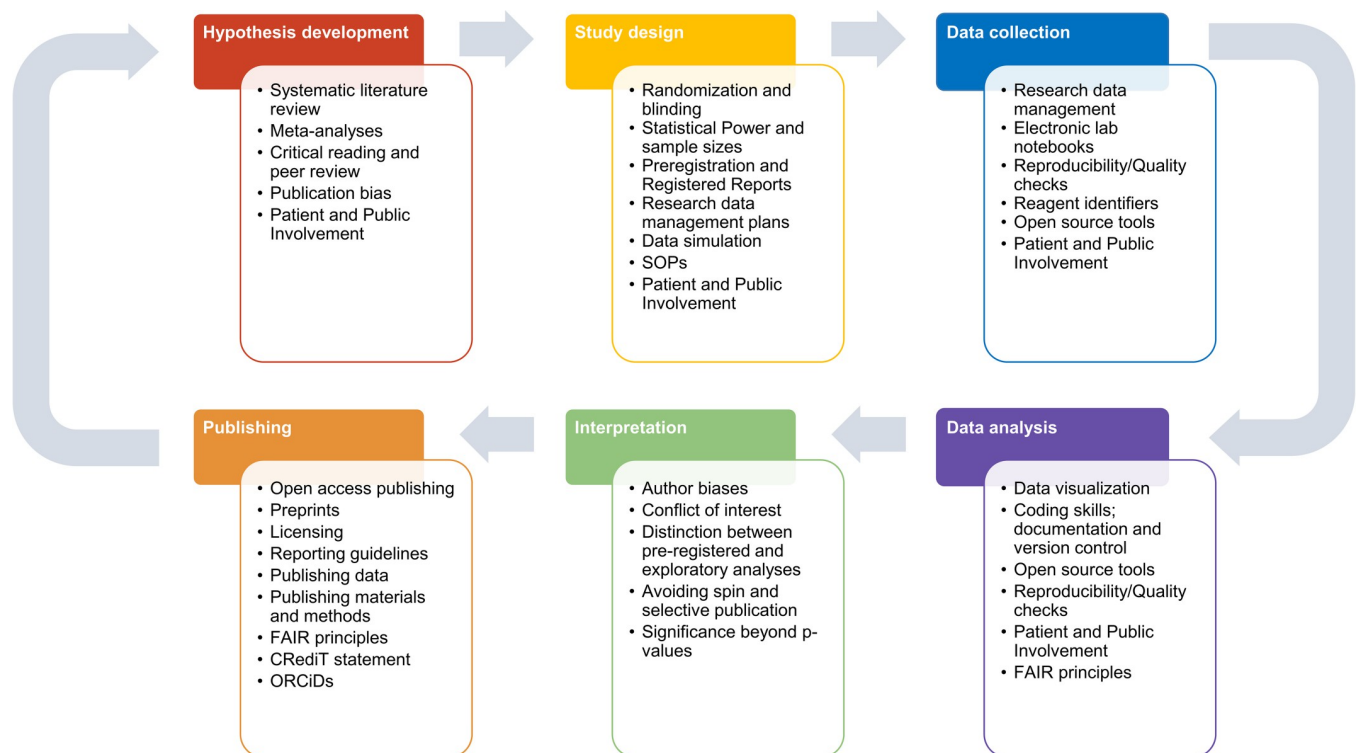 Hypothesis development
• Systematic literature
review
• Meta-analyses
• Critical reading and
peer review
• Publication bias
• Patient and Public
Involvement
Study design
• Randomization and
blinding
• Statistical Power and
sample sizes
• Preregistration and
Registered Reports
• Research data
management plans
• Data simulation
• SOPs
• Patient and Public
Involvement
Data collection
• Research data
management
• Electronic lab
notebooks
• Reproducibility/Quality
checks
• Reagent identifiers
• Open source tools
• Patient and Public
Involvement
Publishing
• Open access publishing
• Preprints
• Licensing
• Reporting guidelines
• Publishing data
• Publishing materials
and methods
• FAIR principles
• CRediT statement
• ORCiDs
Interpretation
• Author biases
• Conflict of interest
• Distinction between
pre-registered and
exploratory analyses
• Avoiding spin and
selective publication
• Significance beyond p-
values
Data analysis
• Data visualization
• Coding skills;
documentation and
version control
• Open source tools
• Reproducibility/Quality
checks
• Patient and Public
Involvement
• FAIR principles